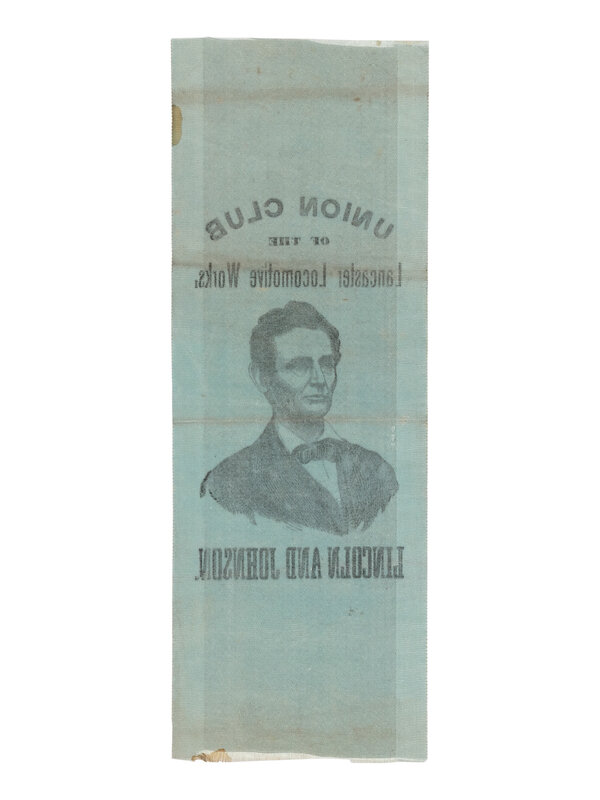 UNION CLUB
OF THE
Lancaster Locomotive Works.
LINCOLN AND JOHNSON.